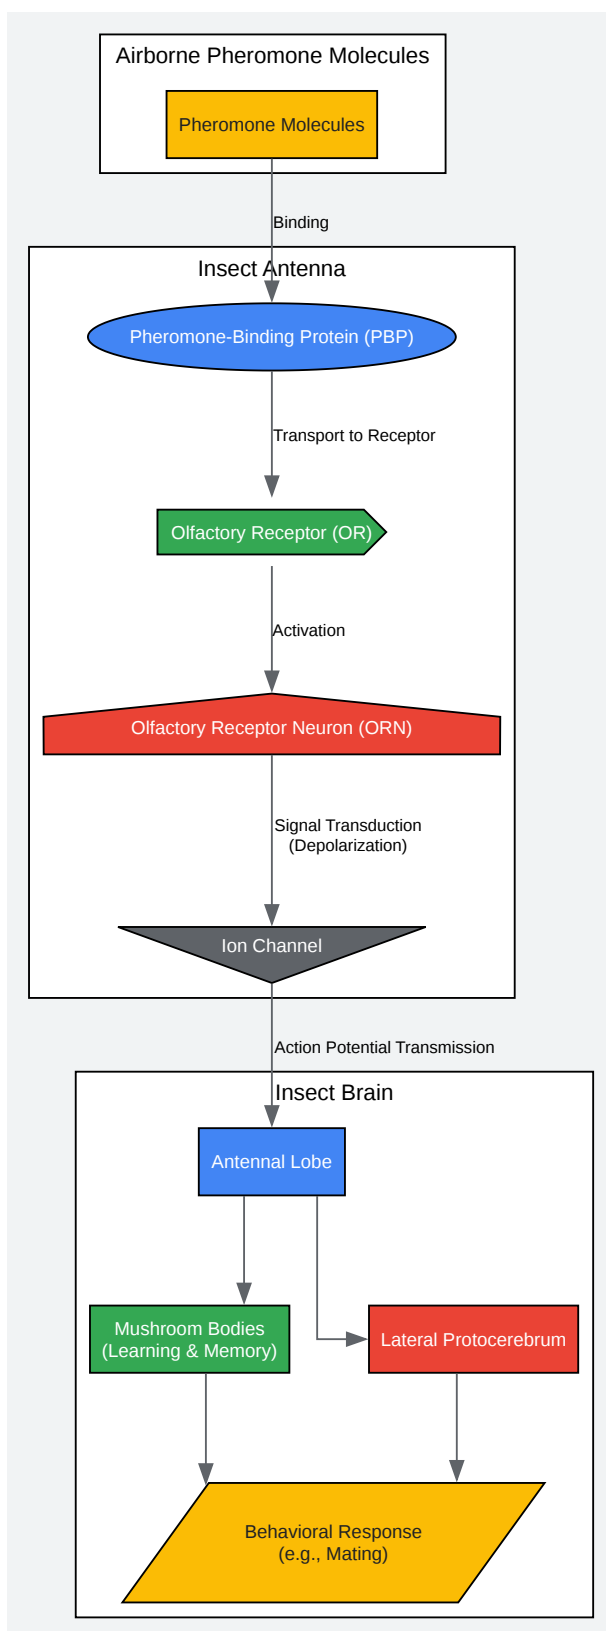 Airborne Pheromone Molecules
Pheromone Molecules
Binding
Insect Antenna
Pheromone-Binding Protein (PBP)
Transport to Receptor
Olfactory Receptor (OR)
Activation
Olfactory Receptor Neuron (ORN)
Signal Transduction
(Depolarization)
Ion Channel
Action Potential Transmission
Insect Brain
Antennal Lobe
Mushroom Bodies
(Learning & Memory)
Lateral Protocerebrum
Behavioral Response
(e.g., Mating)